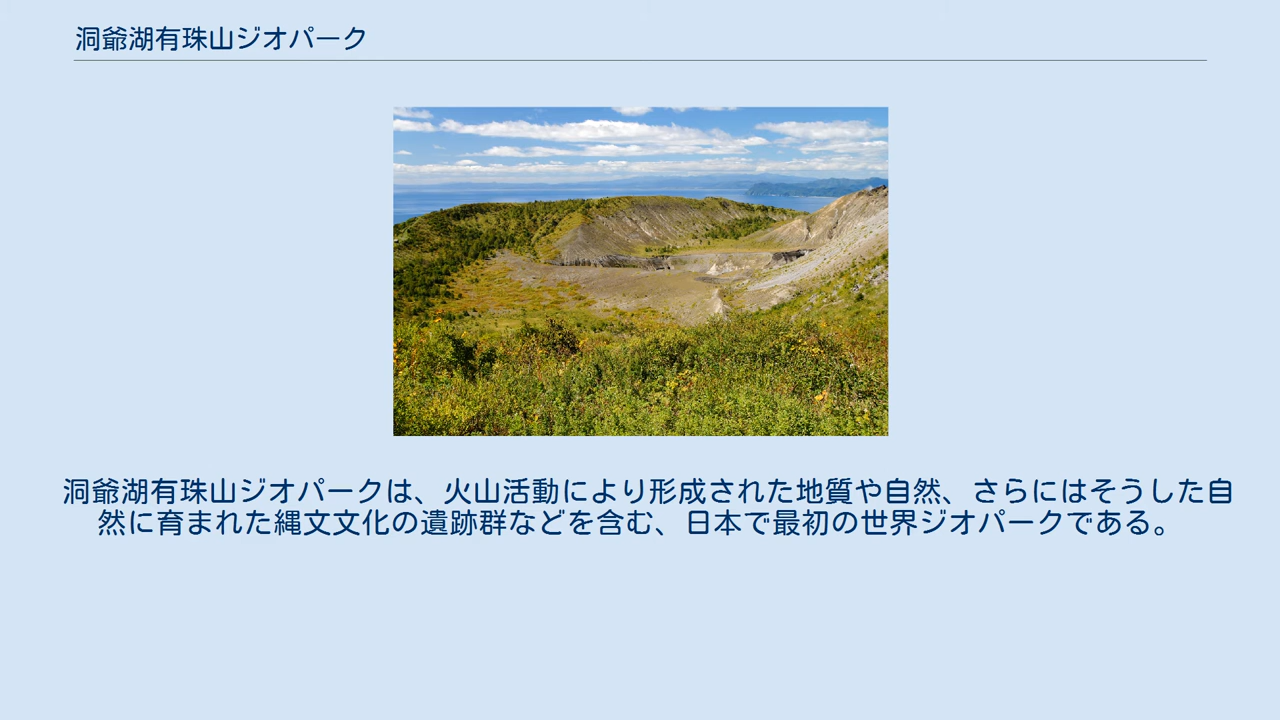 洞爺湖有珠山ジオパーク
洞爺湖有珠山ジオパークは、火山活動により形成された地質や自然、さらにはそうした自
然に育まれた縄文文化の遺跡群などを含む、日本で最初の世界ジオパークである。